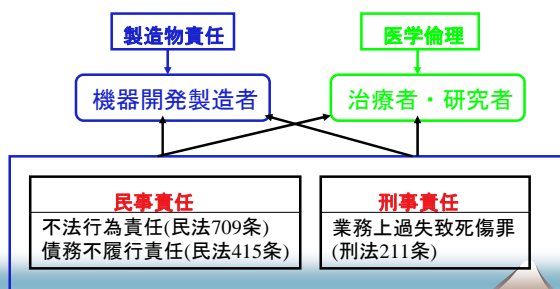 製造物責任
医学倫理
機器開発製造者
治療者・研究者
民事責任
不法行為責任(民法709条)
債務不履行責任(民法415条)
刑事責任
業務上過失致死傷罪
(刑法211条)